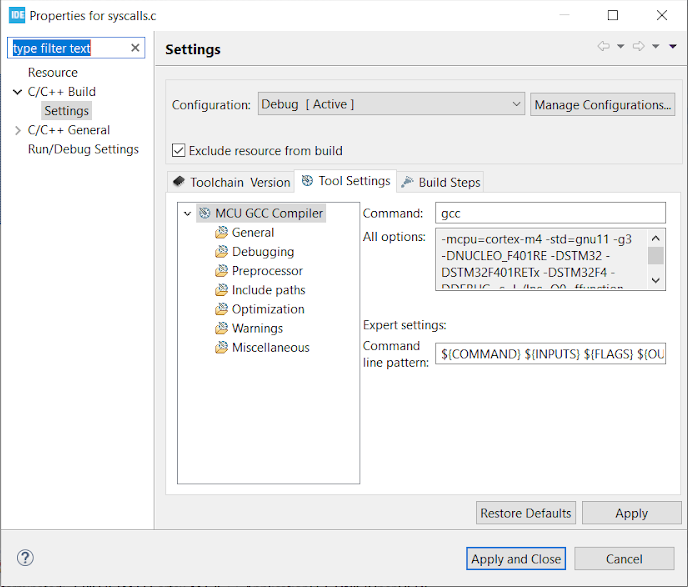 IDE Properties for syscalls.c
type filter text
Resource
C/C++ Build
Settings
C/C++ General
Run/Debug Settings
Settings
Configuration: Debug [ Active ] Manage Configurations...
Exclude resource from build
Toolchain Version Tool Settings Build Steps
MCU GCC Compiler
General
Debugging
Preprocessor
Include paths
Optimization
Warnings
Miscellaneous
Command: gcc
All options: -mcpu=cortex-m4 -std=gnu11 -g3
-DNUCLEO_F401RE -DSTM32 -
DSTM32F401RETx -DSTM32F4 -
Expert settings:
Command
line pattern: ${COMMAND} ${INPUTS} ${FLAGS} ${OU
Restore Defaults Apply
? Apply and Close Cancel